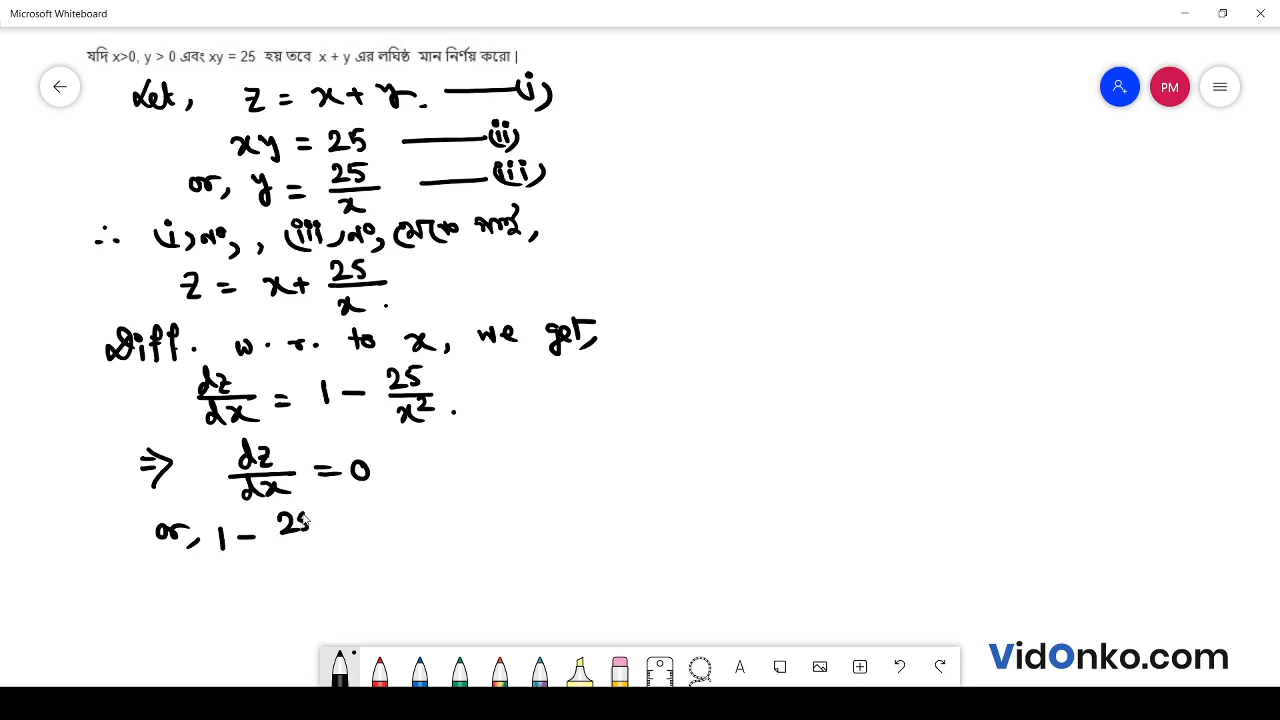 Microsoft Whiteboard
যদি x>0, y > 0 এবং xy = 25 হয় তবে x + y এর লঘিষ্ঠ মান নির্ণয় করো |
PM
Let, z = x + y. — (i)
xy = 25 — (ii)
or, y = 25/x — (iii)
∴ (i) নং, (iii) নং, থেকে পাই,
z = x + 25/x.
Diff. w.r. to x, we get,
dz/dx = 1 - 25/x².
⇒ dz/dx = 0
or, 1 - 25
A
VidOnko.com